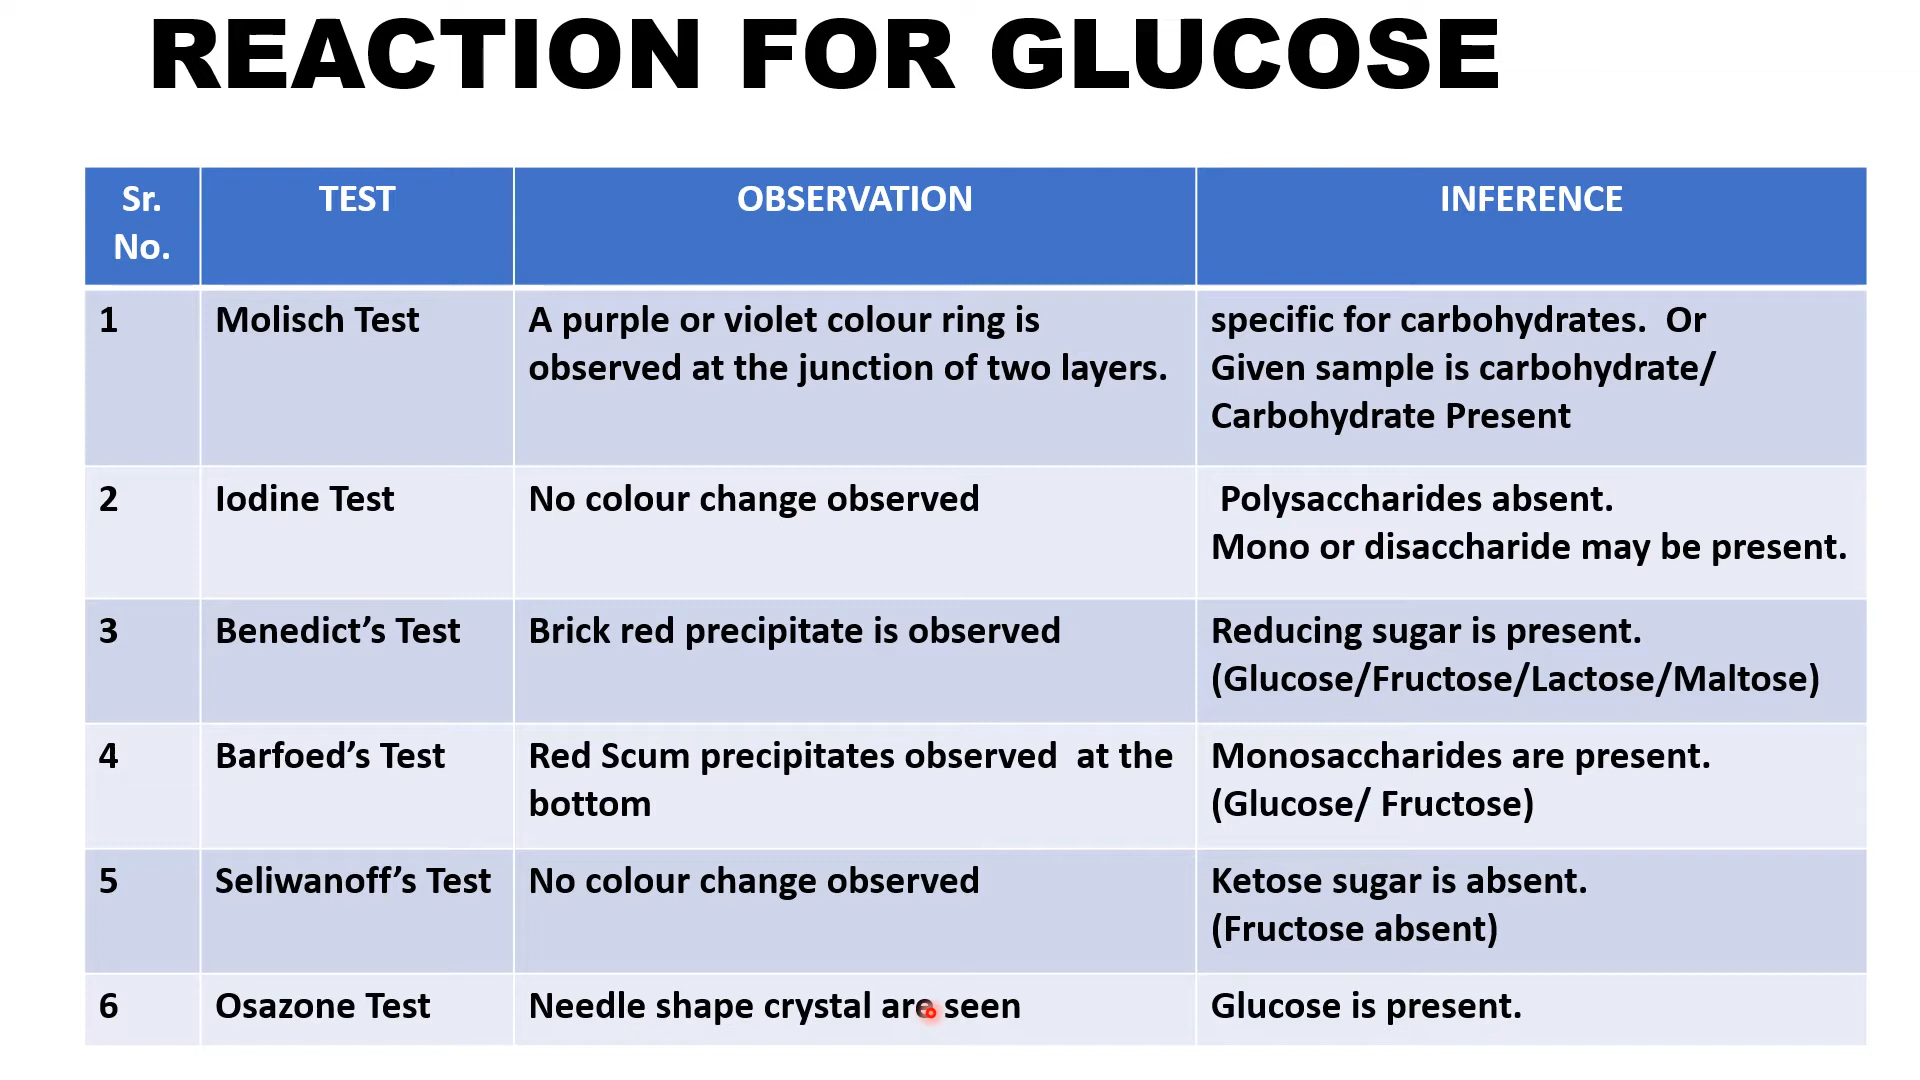 REACTION FOR GLUCOSE
Sr.
No.
TEST
OBSERVATION
INFERENCE
1
Molisch Test
A purple or violet colour ring is
observed at the junction of two layers.
specific for carbohydrates.  Or
Given sample is carbohydrate/
Carbohydrate Present
2
Iodine Test
No colour change observed
Polysaccharides absent.
Mono or disaccharide may be present.
3
Benedict’s Test
Brick red precipitate is observed
Reducing sugar is present.
(Glucose/Fructose/Lactose/Maltose)
4
Barfoed’s Test
Red Scum precipitates observed  at the
bottom
Monosaccharides are present.
(Glucose/ Fructose)
5
Seliwanoff’s Test
No colour change observed
Ketose sugar is absent.
(Fructose absent)
6
Osazone Test
Needle shape crystal are seen
Glucose is present.